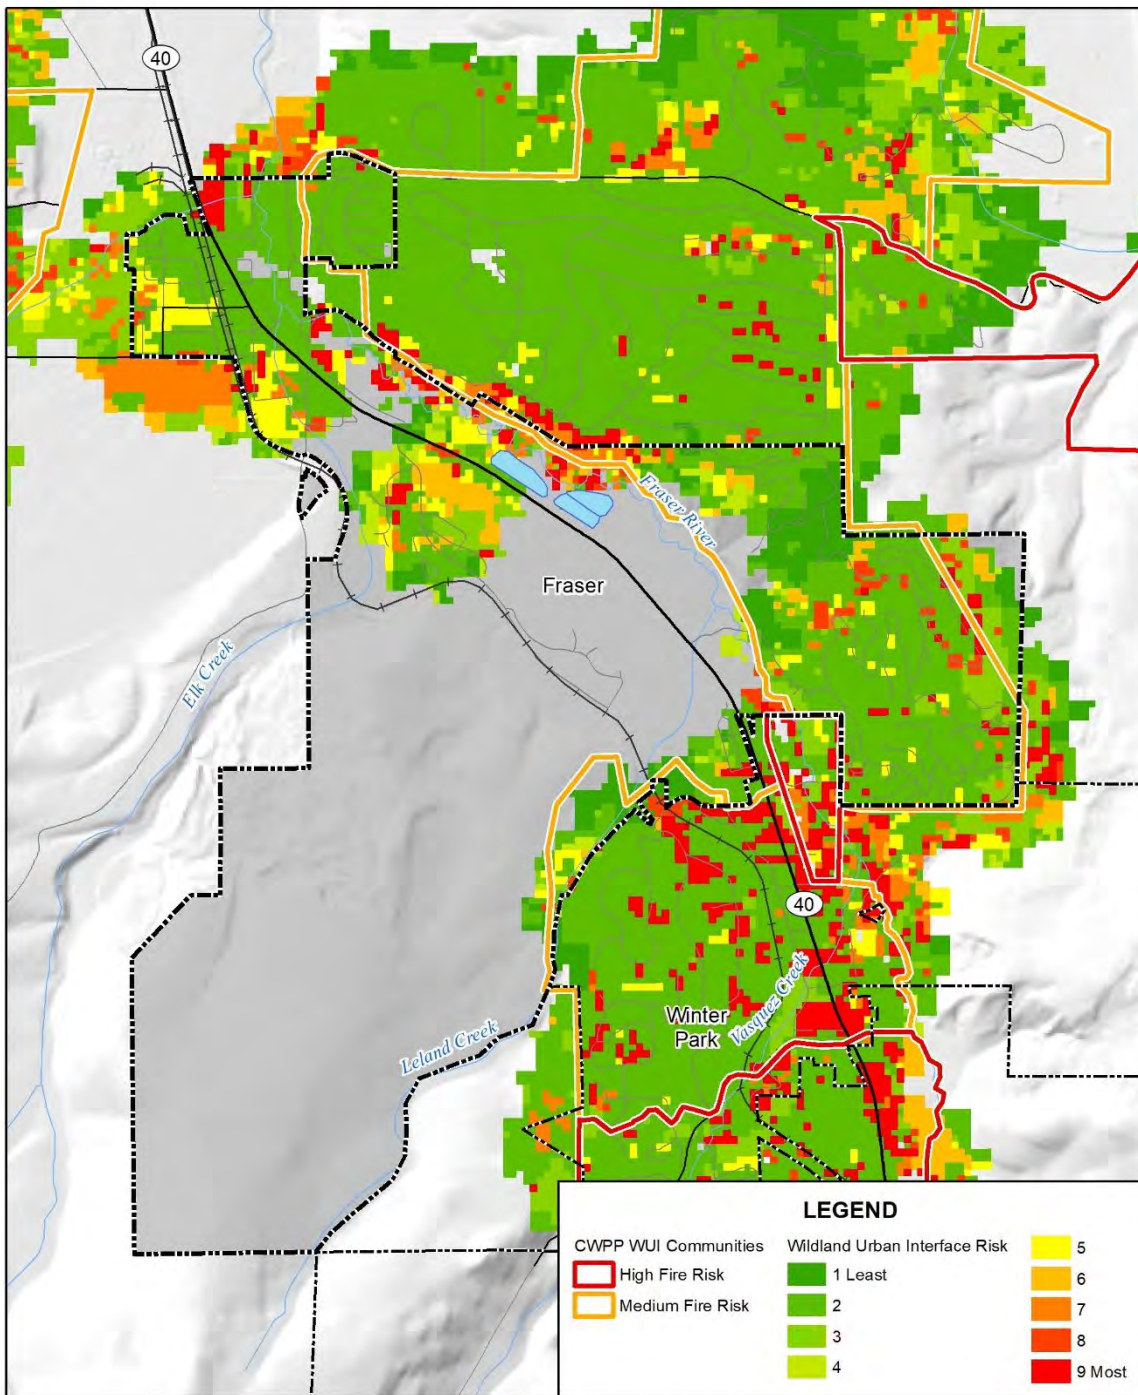 40
Fraser River
Fraser
Elk Creek
40
Winter
Park
Vasquez Creek
Leland Creek
LEGEND
CWPP WUI Communities
High Fire Risk
Medium Fire Risk
Wildland Urban Interface Risk
1 Least
2
3
4
5
6
7
8
9 Most